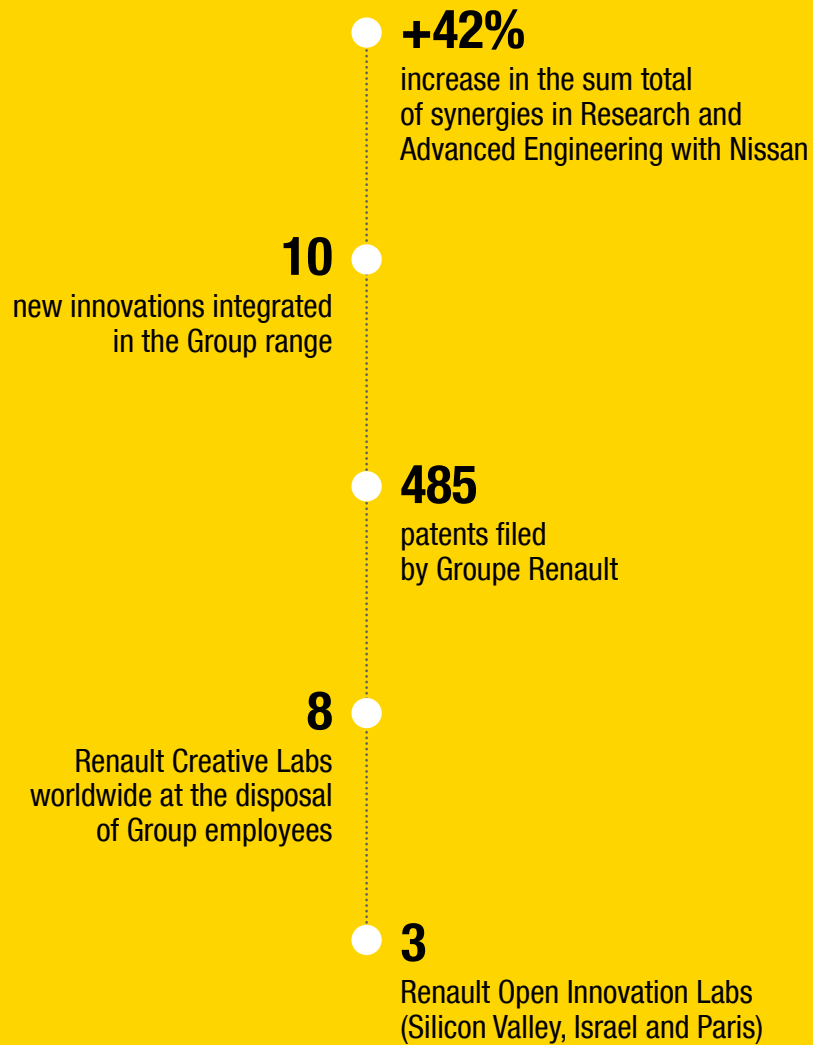 +42%
increase in the sum total
of synergies in Research and
Advanced Engineering with Nissan
10
new innovations integrated
in the Group range
485
patents filed
by Groupe Renault
8
Renault Creative Labs
worldwide at the disposal
of Group employees
3
Renault Open Innovation Labs
(Silicon Valley, Israel and Paris)